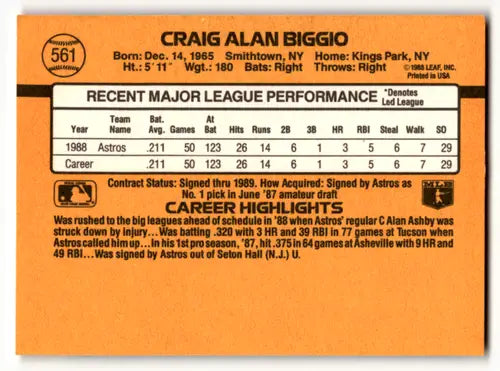 561
CRAIG ALAN BIGGIO
Born: Dec. 14, 1965 Smithtown, NY Home: Kings Park, NY
Ht.: 5'11" Wgt.: 180 Bats: Right Throws: Right
©1988 LEAF, INC.
Printed in USA
RECENT MAJOR LEAGUE PERFORMANCE *Denotes Led League
Year Team Name Bat. Avg. Games At Bat Hits Runs 2B 3B HR RBI Steal Walk SO
1988 Astros .211 50 123 26 14 6 1 3 5 6 7 29
Career .211 50 123 26 14 6 1 3 5 6 7 29
Contract Status: Signed thru 1989. How Acquired: Signed by Astros as
No. 1 pick in June '87 amateur draft
CAREER HIGHLIGHTS
Was rushed to the big leagues ahead of schedule in '88 when Astros' regular C Alan Ashby was
struck down by injury...Was batting .320 with 3 HR and 39 RBI in 77 games at Tucson when
Astros called him up...In his 1st pro season, '87, hit .375 in 64 games at Asheville with 9 HR and
49 RBI...Was signed by Astros out of Seton Hall (N.J.) U.